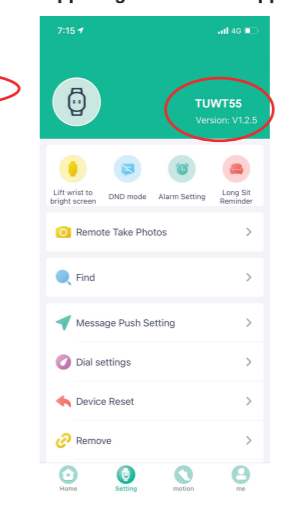 7:15
4G
TUWT55
Version: V1.2.5
Lift wrist to
bright screen
DND mode
Alarm Setting
Long Sit
Reminder
Remote Take Photos
Find
Message Push Setting
Dial settings
Device Reset
Remove
Home
Setting
motion
me